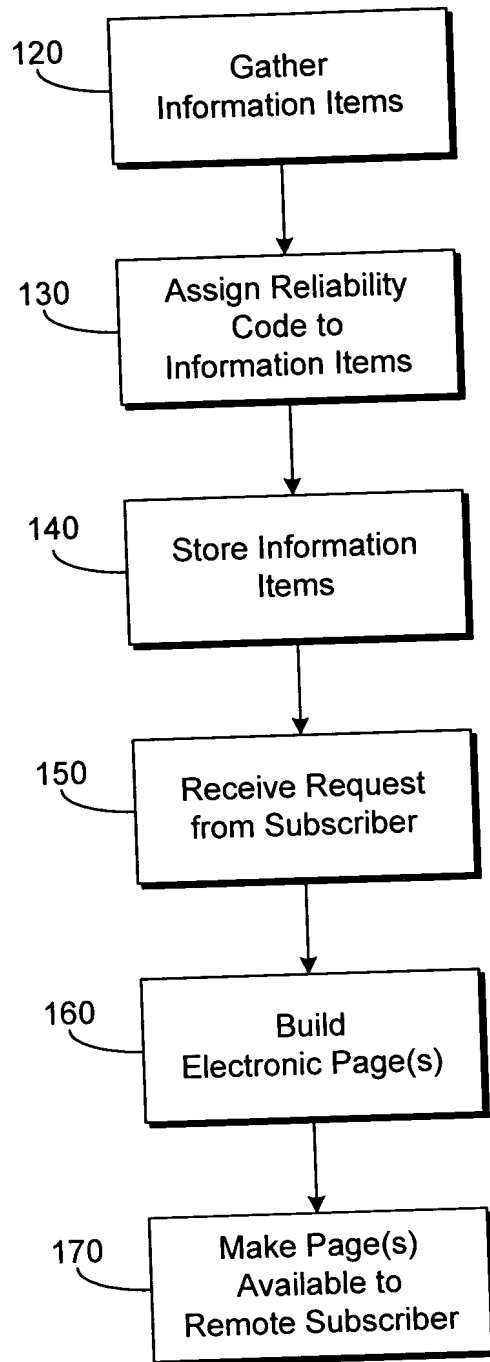 120
Gather
Information Items
130
Assign Reliability
Code to
Information Items
140
Store Information
Items
150
Receive Request
from Subscriber
160
Build
Electronic Page(s)
170
Make Page(s)
Available to
Remote Subscriber